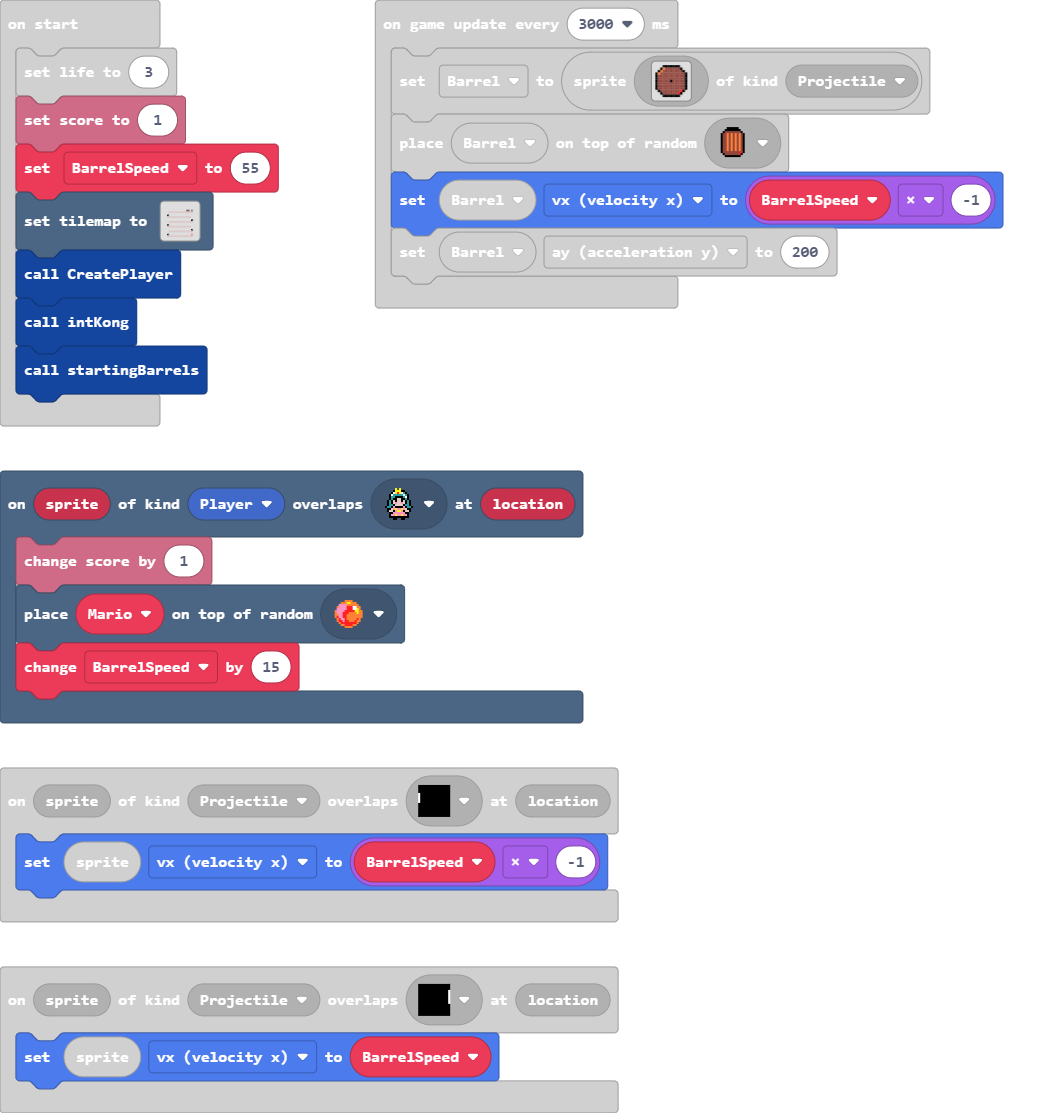 on start
set life to 3
set score to 1
set BarrelSpeed to 55
set tilemap to
call CreatePlayer
call intKong
call startingBarrels
on game update every 3000 ms
set Barrel to sprite of kind Projectile
place Barrel on top of random
set Barrel vx (velocity x) to BarrelSpeed × -1
set Barrel ay (acceleration y) to 200
on sprite of kind Player overlaps at location
change score by 1
place Mario on top of random
change BarrelSpeed by 15
on sprite of kind Projectile overlaps at location
set sprite vx (velocity x) to BarrelSpeed × -1
on sprite of kind Projectile overlaps at location
set sprite vx (velocity x) to BarrelSpeed